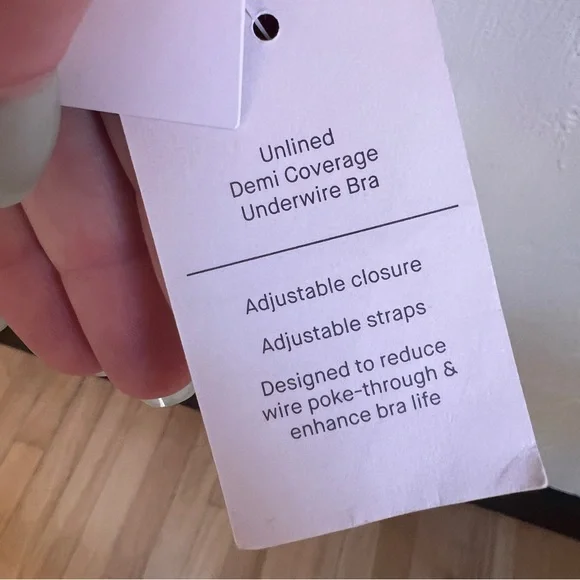 Unlined
Demi Coverage
Underwire Bra
Adjustable closure
Adjustable straps
Designed to reduce
wire poke-through &
enhance bra life